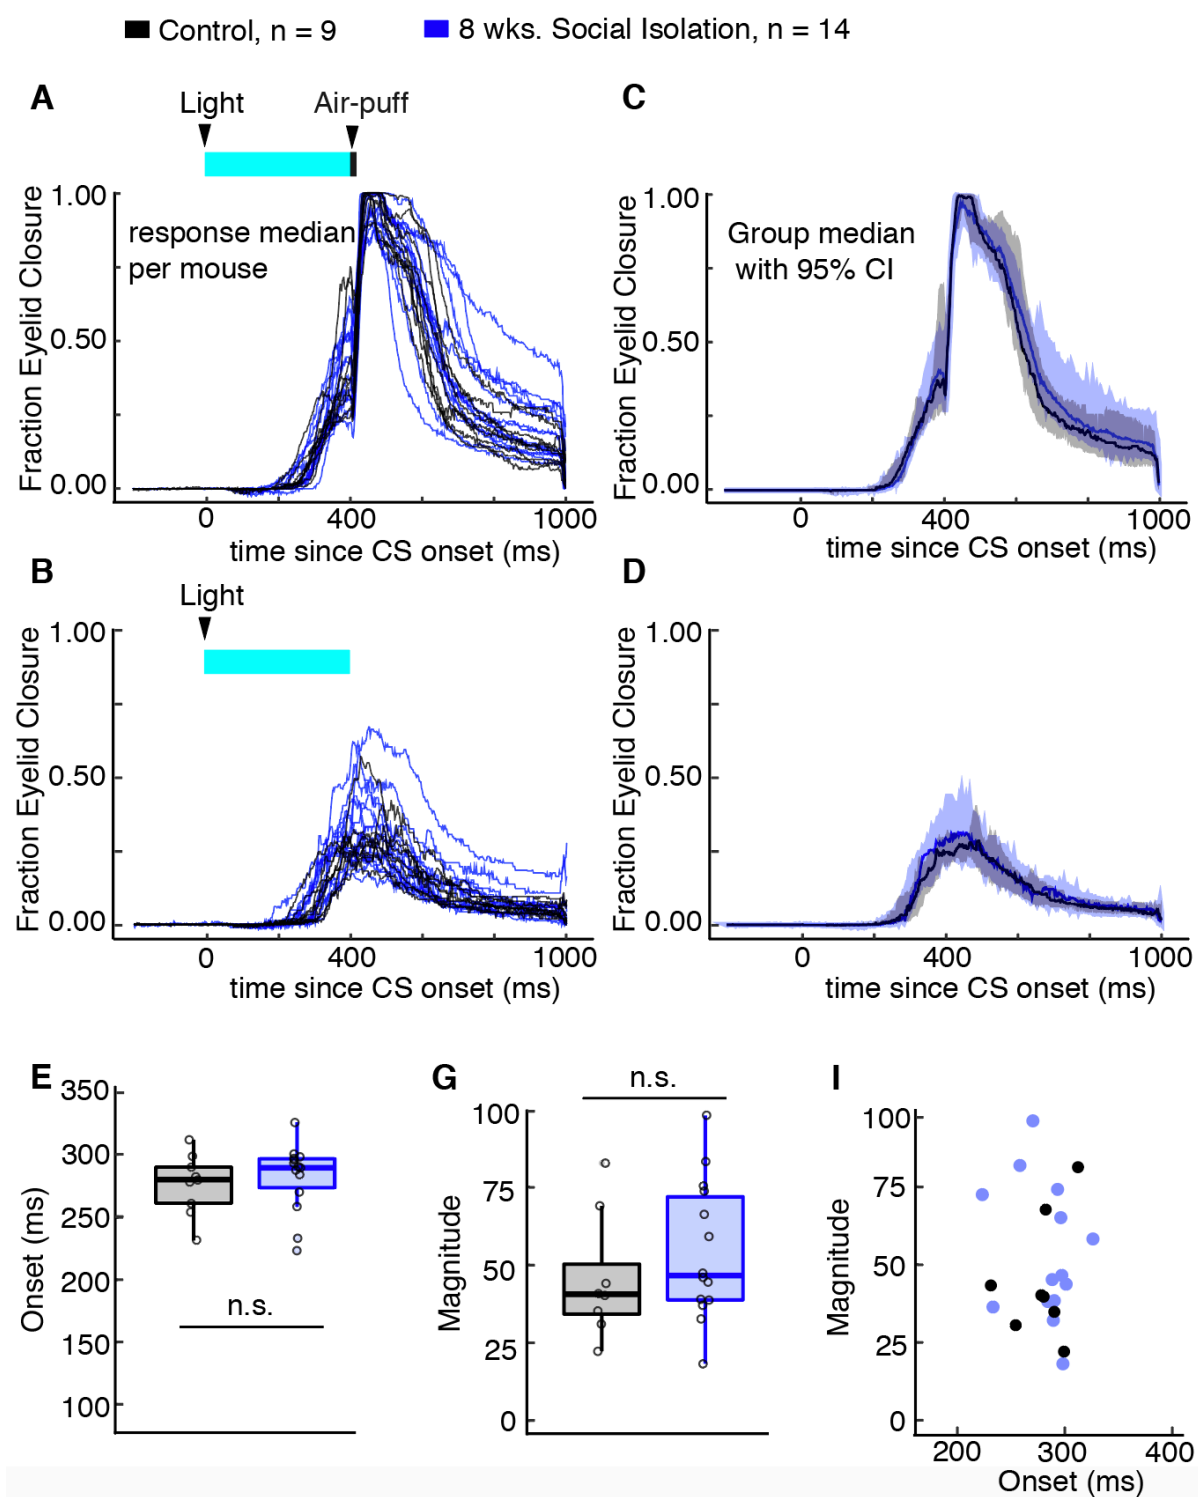 Control, n = 9
8 wks. Social Isolation, n = 14
A
Light
Air-puff
Fraction Eyelid Closure
1.00
0.50
0.00
response median
per mouse
0
400
1000
time since CS onset (ms)
C
Fraction Eyelid Closure
1.00
0.50
0.00
Group median
with 95% CI
0
400
1000
time since CS onset (ms)
B
Light
Fraction Eyelid Closure
1.00
0.50
0.00
0
400
1000
time since CS onset (ms)
D
Fraction Eyelid Closure
1.00
0.50
0.00
0
400
1000
time since CS onset (ms)
E
Onset (ms)
350
300
250
200
150
100
n.s.
G
Magnitude
100
75
50
25
0
n.s.
I
Magnitude
100
75
50
25
0
200
300
400
Onset (ms)